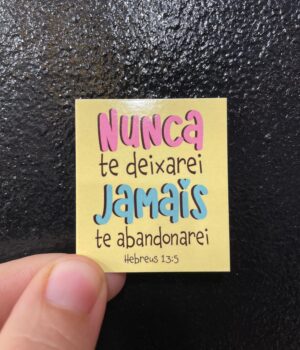 NUNCA
te deixarei
JAMAIS
te abandonarei
Hebreus 13:5